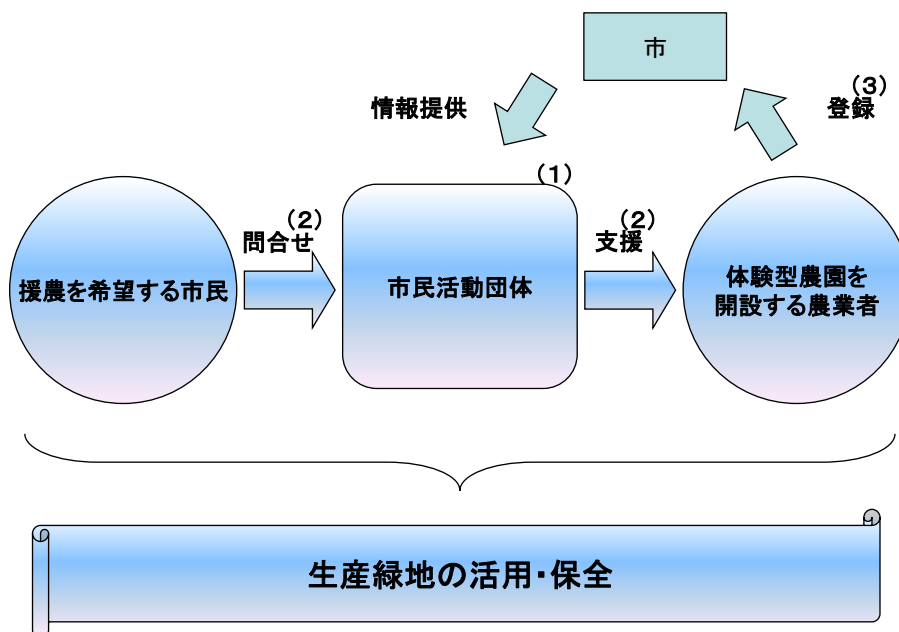 市
情報提供
(3)
登録
(1)
(2)
問合せ
(2)
支援
援農を希望する市民
市民活動団体
体験型農園を
開設する農業者
生産緑地の活用・保全